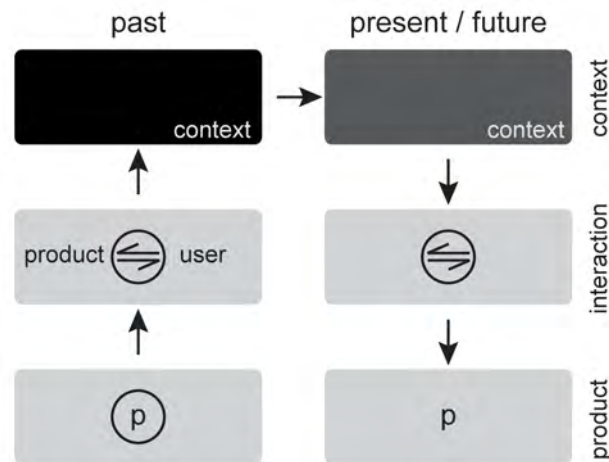 past
present / future
context
context
context
product
user
interaction
p
p
product